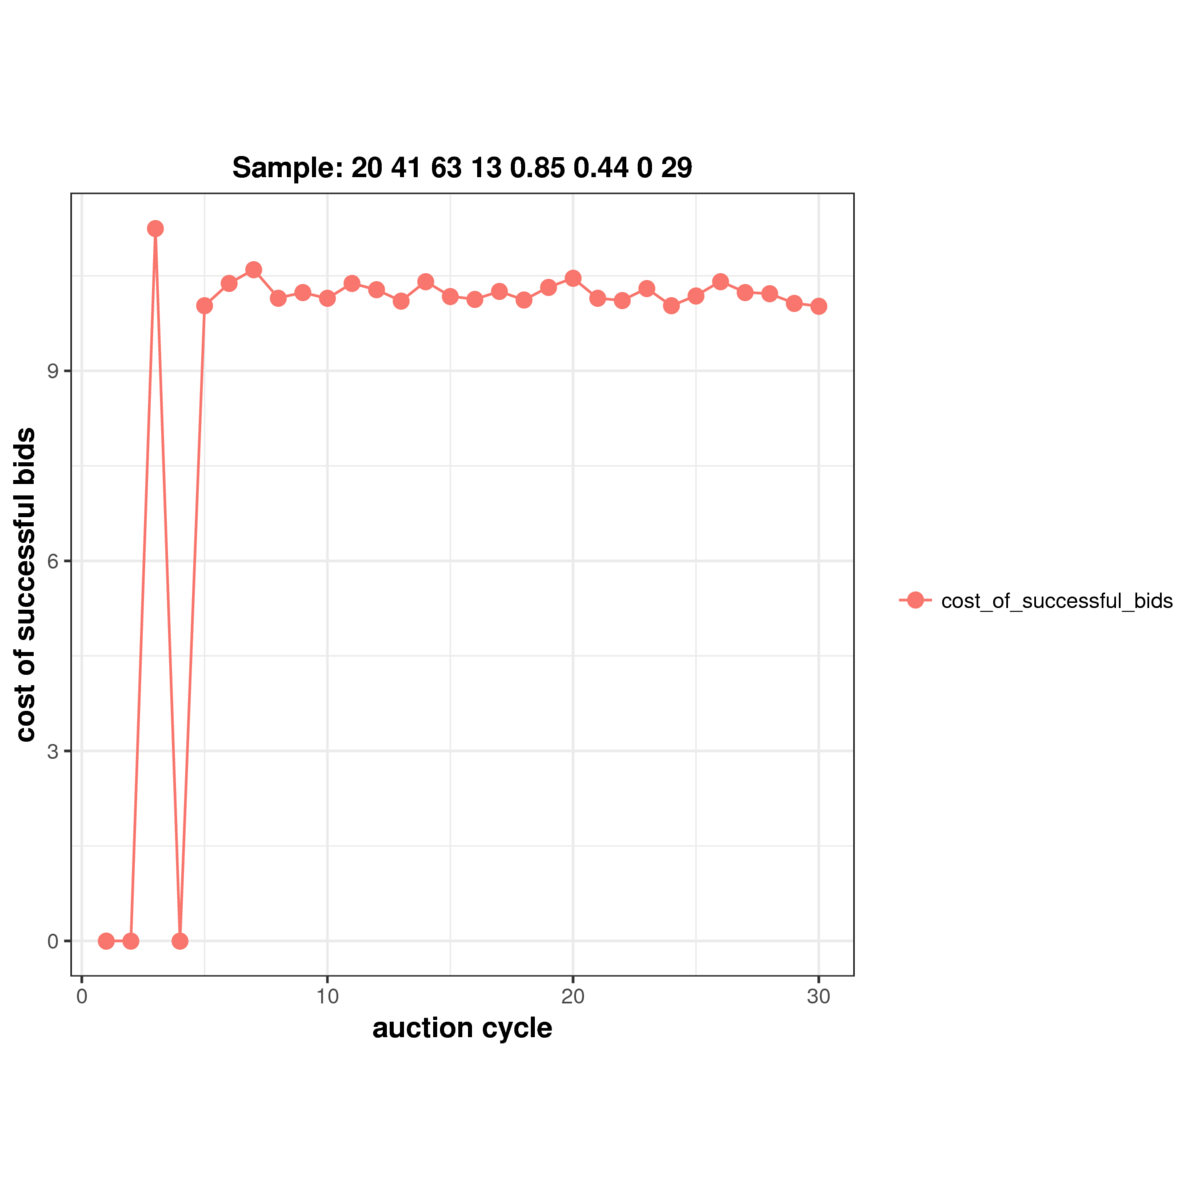 Sample: 20 41 63 13 0.85 0.44 0 29
cost of successful bids
9
6
3
0
0 10 20 30
auction cycle
cost_of_successful_bids